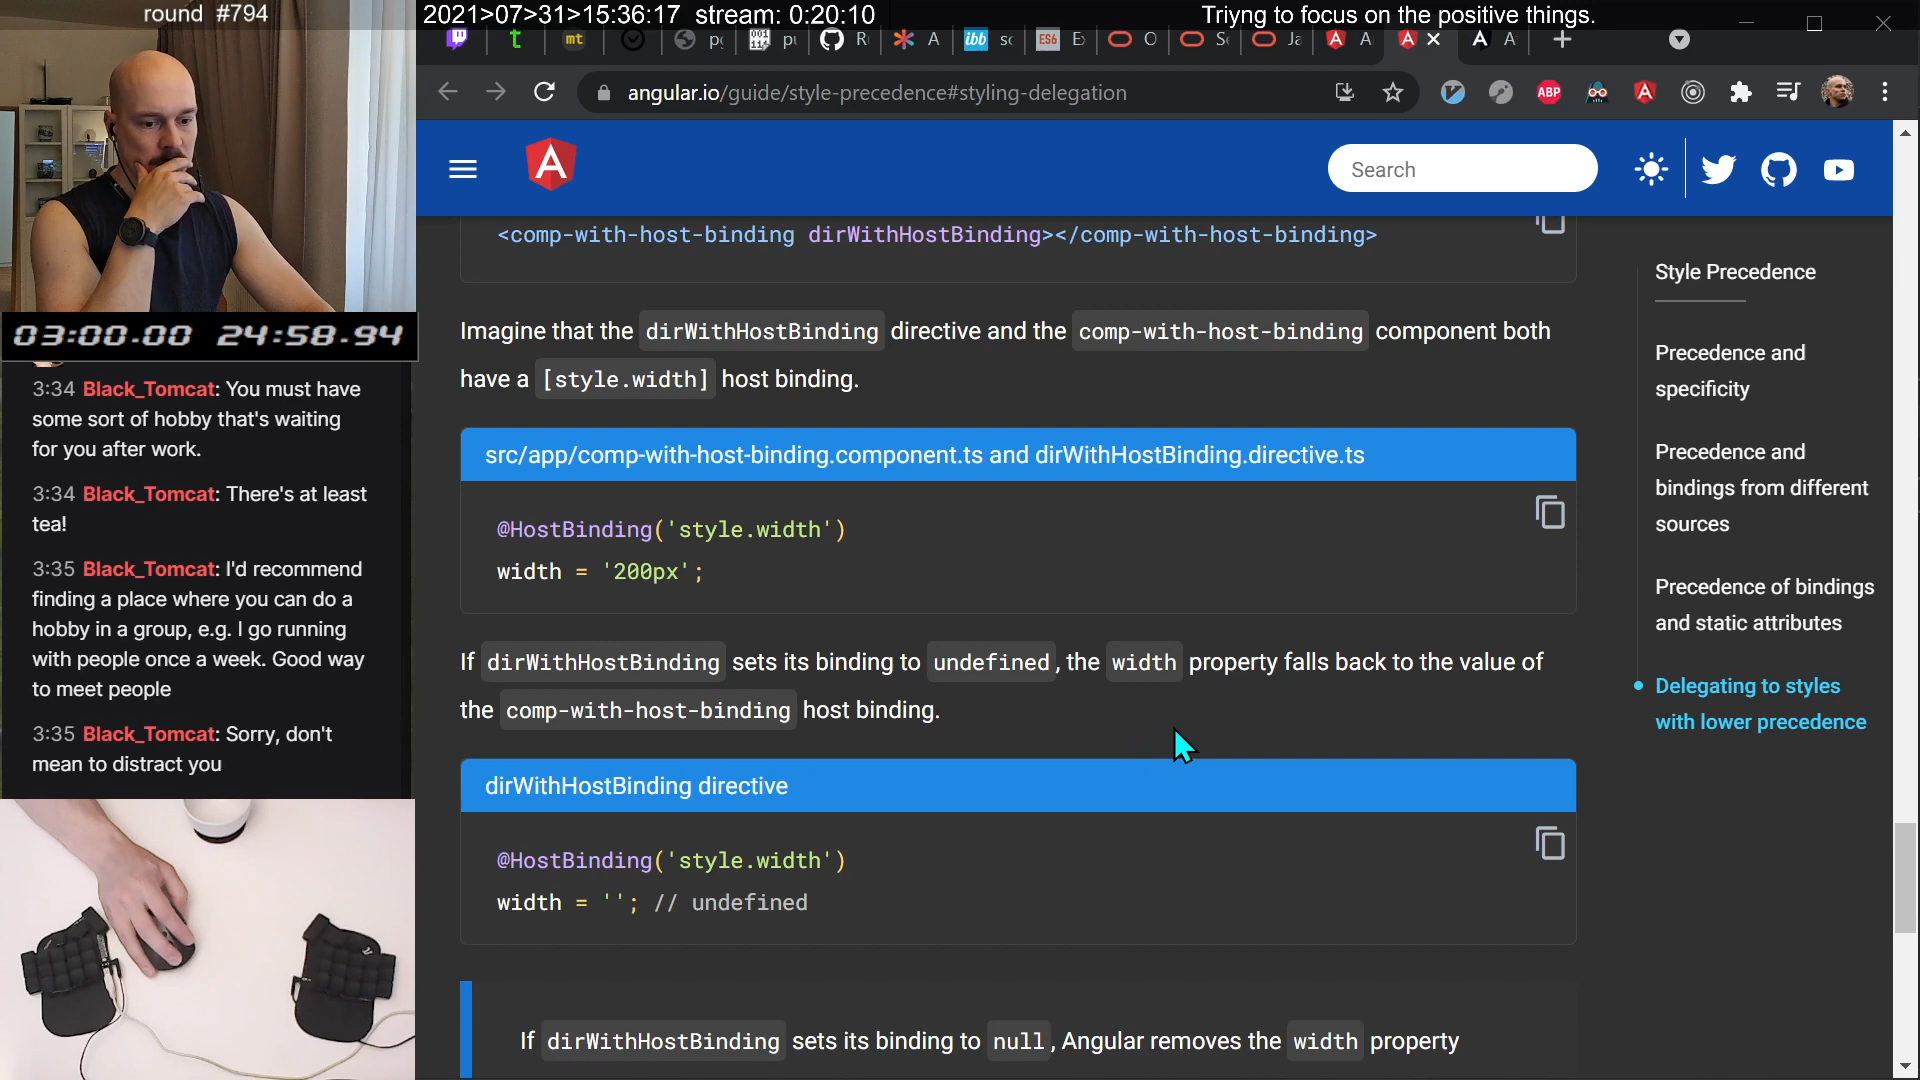 round #794
2021>07>31>15:36:17 stream: 0:20:10
Triyng to focus on the positive things.
angular.io/guide/style-precedence#styling-delegation
ABP
Search
03:00.00 24:58.94
3:34 Black_Tomcat: You must have
some sort of hobby that's waiting
for you after work.
3:34 Black_Tomcat: There's at least
tea!
3:35 Black_Tomcat: I'd recommend
finding a place where you can do a
hobby in a group, e.g. I go running
with people once a week. Good way
to meet people
3:35 Black_Tomcat: Sorry, don't
mean to distract you
<comp-with-host-binding dirWithHostBinding></comp-with-host-binding>
Imagine that the dirWithHostBinding directive and the comp-with-host-binding component both
have a [style.width] host binding.
src/app/comp-with-host-binding.component.ts and dirWithHostBinding.directive.ts
@HostBinding('style.width')
width = '200px';
If dirWithHostBinding sets its binding to undefined, the width property falls back to the value of
the comp-with-host-binding host binding.
dirWithHostBinding directive
@HostBinding('style.width')
width = ''; // undefined
If dirWithHostBinding sets its binding to null, Angular removes the width property
Style Precedence
Precedence and
specificity
Precedence and
bindings from different
sources
Precedence of bindings
and static attributes
Delegating to styles
with lower precedence